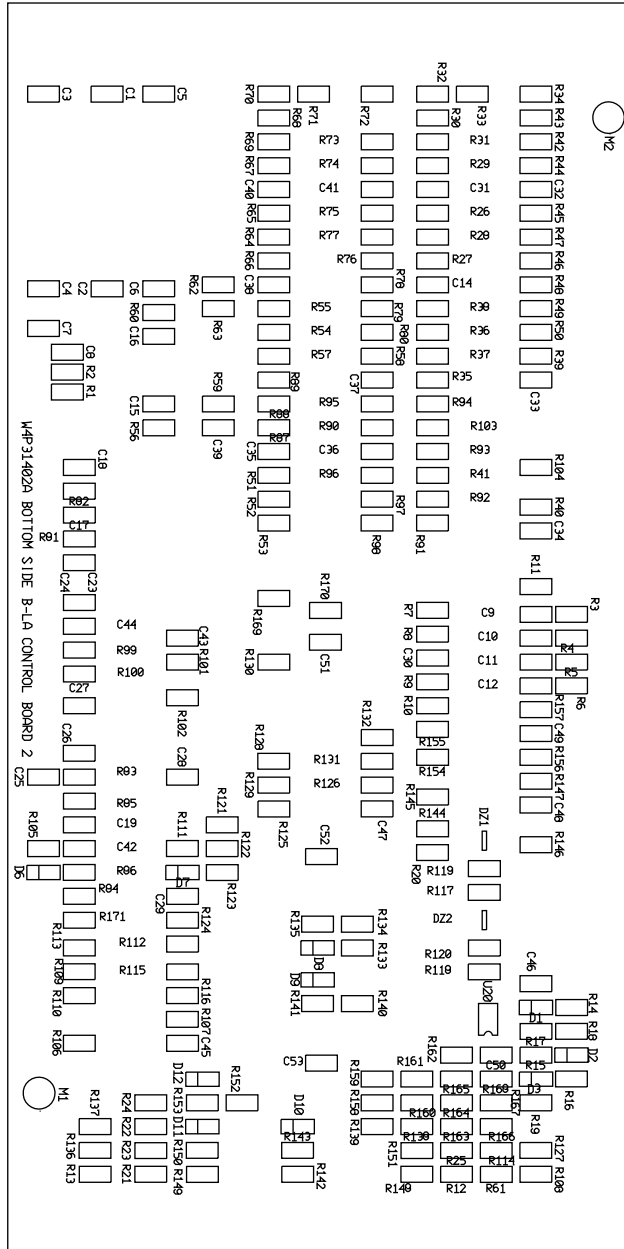 C3 C1 C5 R70 R71 R72 R32 R33 R34
R68 R30 R43 M2
R69 R73 R31 R42
R67 R74 R29 R44
C40 C41 C31 C32
R65 R75 R26 R45
R64 R77 R28 R47
R66 R76 R27 R46
C4 C2 C6 R62 C38 R78 C14 R48
R60 R63 R55 R79 R38 R49
C7 C16 R54 R80 R36 R50
C8 R57 R58 R37 R39
R2 R89 C37 R35 C33
R1
C15 R59 R88 R95 R94
R56 C39 R87 R90 R103
C35 C36 R93
C18 R51 R96 R41 R104
R82 R52 R97 R92 R40
C17 R81 R53 R98 R91 C34
C24 C23 R11
W4P31402A BOTTOM SIDE B-LA CONTROL BOARD 2
R169 R170 R7 C9 R3
C44 C43 C51 R8 C10 R4
R99 R101 R130 C30 C11 R5
R100 R9 C12 R6
C27 R102 R10 R157
C26 R132 R155 C49
R128 R131 R154 R156
C25 R83 C28 R129 R126 R147
R85 R121 R125 C47 R145 C48
C19 R144 DZ1
R105 C42 R111 R122 C52 R20 R146
D6 R86 D7 R123 R119
R84 C29 R117
R171 R124 R135 R134 DZ2
R113 R112 D8 R133 R120
R109 R115 D9 R118 C46
R110 R116 R141 R140 U20 D1 R14
R107 R17 R18
R106 C45 C53 R162 C50 R15 D2
M1 D12 R152 R159 R161 R165 R168 D3 R16
R24 R153 R158 R160 R164 R167 R19
R137 R22 D11 D10 R139 R138 R163 R166
R136 R23 R150 R143 R151 R25 R114 R127
R13 R21 R149 R142 R148 R12 R61 R108